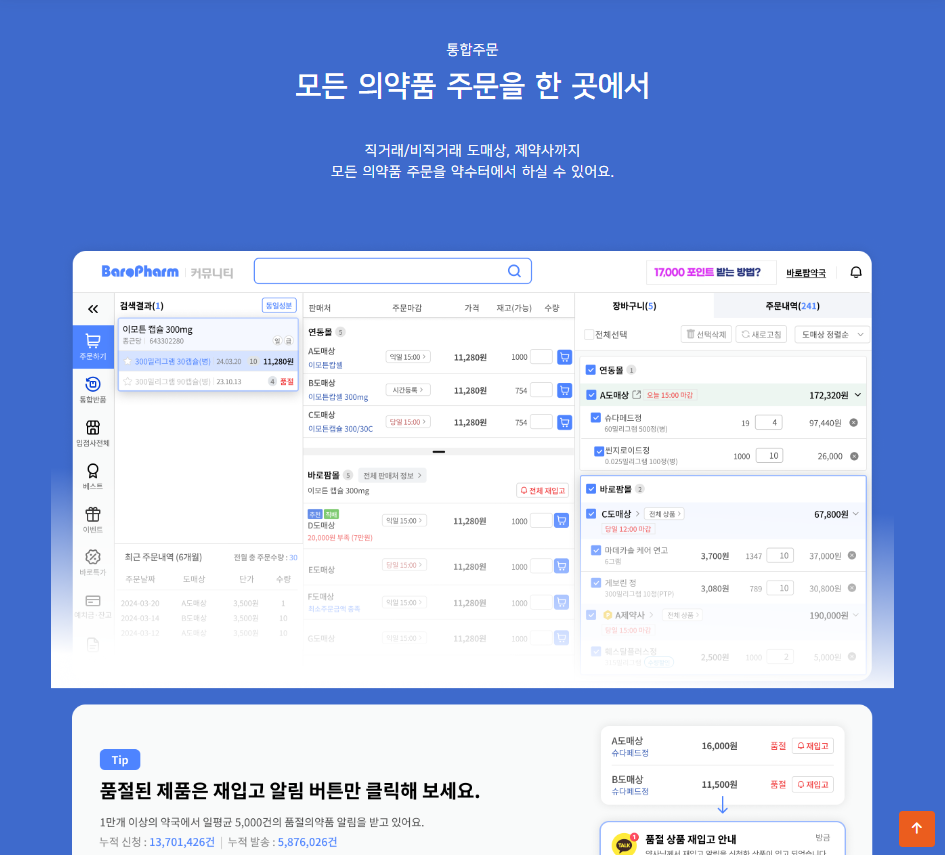 통합주문
모든 의약품 주문을 한 곳에서
직거래/비직거래 도매상, 제약사까지
모든 의약품 주문을 약수터에서 하실 수 있어요.
BaroPharm 커뮤니티
17,000 포인트 받는 방법?
바로팜약국
주문하기
통합반품
입점사전체
베스트
이벤트
바로특가
검색결과(1) 동일성분
이모튼 캡슐 300mg
종근당 643302280 일 급
300밀리그램 30캡슐(병) 24.03.20 10 11,280원
300밀리그램 90캡슐(병) 23.10.13 4 품절
최근 주문내역 (6개월) 전월 총 주문수량 : 30
주문날짜 도매상 단가 수량
2024-03-20 A도매상 3,500원 1
2024-03-14 B도매상 3,500원 10
2024-03-12 A도매상 3,500원 10
판매처 주문마감 가격 재고(가능) 수량
연동몰 5
A도매상
이모튼캅셀
익일 15:00 > 11,280원 1000
B도매상
이모튼캅셀 300mg
시간등록 > 11,280원 754
C도매상
이모튼캡슐 300/30C
당일 15:00 > 11,280원 754
바로팜몰 5 전체 판매처 정보 >
이모튼 캡슐 300mg
전체 재입고
추천 직택
D도매상
20,000원 부족 (7만원)
익일 15:00 > 11,280원 1000
E도매상 당일 15:00 > 11,280원 1000
F도매상
최소주문금액 충족
익일 15:00 > 11,280원 1000
G도매상 익일 15:00 > 11,280원 754
장바구니(5) 주문내역(241)
전체선택 선택삭제 새로고침 도매상 정렬순
연동몰 1
A도매상 오늘 15:00 마감 172,320원
슈다페드정
60밀리그램 500정(병)
19 4 97,440원
씬지로이드정
0.025밀리그램 100정(병)
1000 10 26,000
바로팜몰 2
C도매상 > 전체 상품 > 67,800원
당일 12:00 마감
마데카솔 케어 연고
6그램
3,700원 1347 10 37,000원
게보린 정
300밀리그램 10정(PTP)
3,080원 789 10 30,800원
A제약사 > 전체 상품 > 190,000원
당일 15:00 마감
훼스탈플러스정
2,500원 1000 2 5,000원
Tip
품절된 제품은 재입고 알림 버튼만 클릭해 보세요.
1만개 이상의 약국에서 일평균 5,000건의 품절의약품 알림을 받고 있어요.
누적 신청 : 13,701,426건 | 누적 발송 : 5,876,026건
A도매상
슈다페드정
16,000원 품절 재입고
B도매상
슈다페드정
11,500원 품절 재입고
TALK 1
품절 상품 재입고 안내 방금